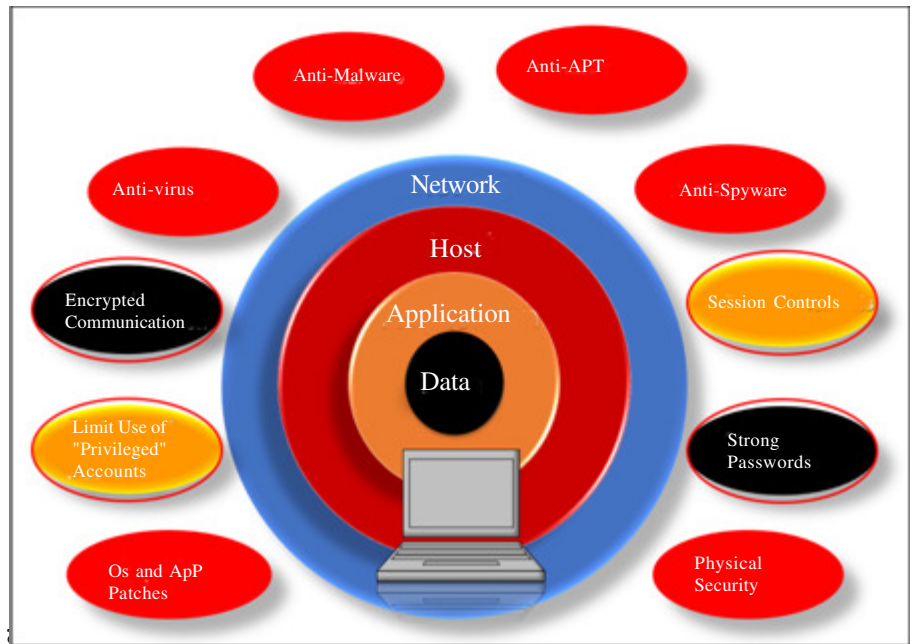 Anti-Malware
Anti-APT
Anti-virus
Network
Anti-Spyware
Host
Encrypted
Communication
Application
Session Controls
Data
Limit Use of
"Privileged"
Accounts
Strong
Passwords
Os and ApP
Patches
Physical
Security